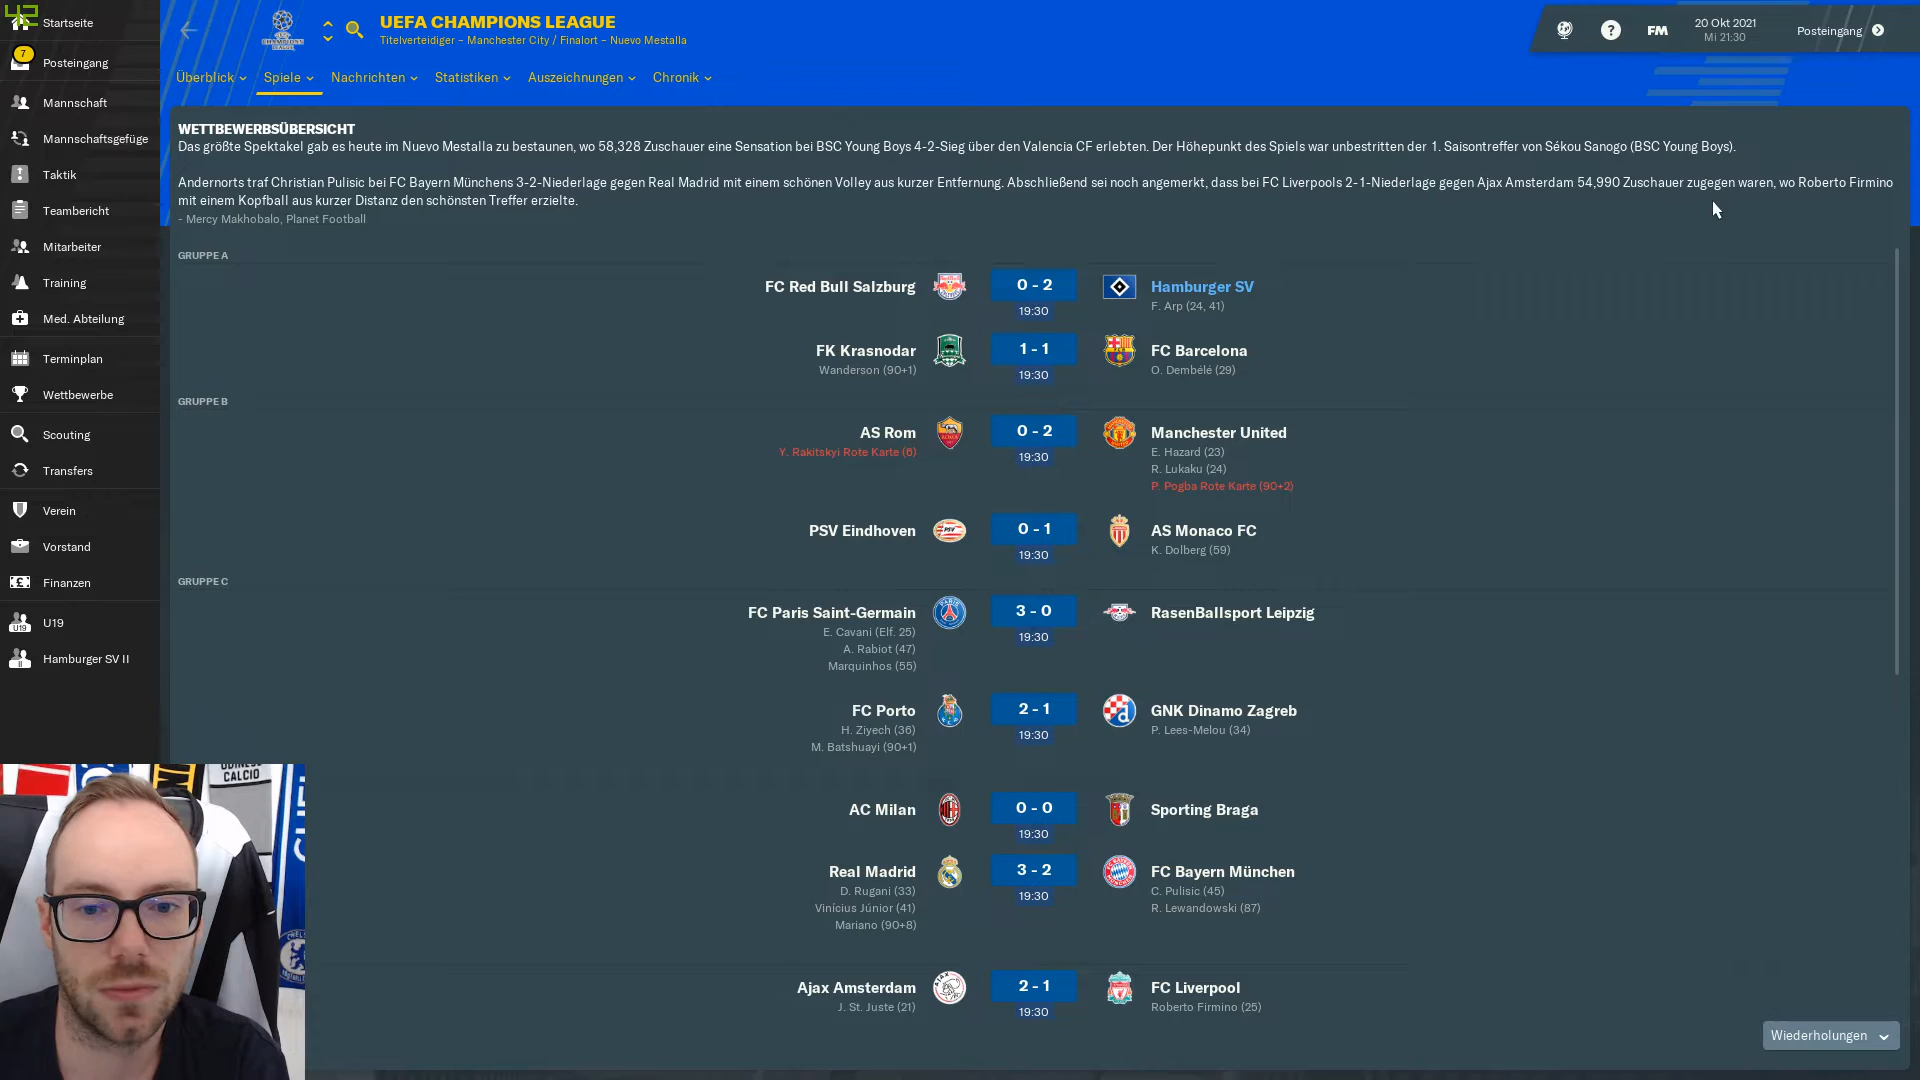 42
Startseite
7
Posteingang
Mannschaft
Mannschaftsgefüge
Taktik
Teambericht
Mitarbeiter
Training
Med. Abteilung
Terminplan
Wettbewerbe
Scouting
Transfers
Verein
Vorstand
Finanzen
U19
U19
Hamburger SV II
II
UEFA CHAMPIONS LEAGUE
Titelverteidiger – Manchester City / Finalort – Nuevo Mestalla
? FM 20 Okt 2021
Mi 21:30
Posteingang
Überblick Spiele Nachrichten Statistiken Auszeichnungen Chronik
WETTBEWERBSÜBERSICHT
Das größte Spektakel gab es heute im Nuevo Mestalla zu bestaunen, wo 58,328 Zuschauer eine Sensation bei BSC Young Boys 4-2-Sieg über den Valencia CF erlebten. Der Höhepunkt des Spiels war unbestritten der 1. Saisontreffer von Sékou Sanogo (BSC Young Boys).
Andernorts traf Christian Pulisic bei FC Bayern Münchens 3-2-Niederlage gegen Real Madrid mit einem schönen Volley aus kurzer Entfernung. Abschließend sei noch angemerkt, dass bei FC Liverpools 2-1-Niederlage gegen Ajax Amsterdam 54,990 Zuschauer zugegen waren, wo Roberto Firmino
mit einem Kopfball aus kurzer Distanz den schönsten Treffer erzielte.
- Mercy Makhobalo, Planet Football
GRUPPE A
FC Red Bull Salzburg 0 - 2 Hamburger SV
19:30 F. Arp (24, 41)
FK Krasnodar 1 - 1 FC Barcelona
Wanderson (90+1) 19:30 O. Dembélé (29)
GRUPPE B
AS Rom 0 - 2 Manchester United
Y. Rakitskyi Rote Karte (6) 19:30 E. Hazard (23)
R. Lukaku (24)
P. Pogba Rote Karte (90+2)
PSV Eindhoven PSV 0 - 1 AS Monaco FC
19:30 K. Dolberg (59)
GRUPPE C
FC Paris Saint-Germain PARIS 3 - 0 RasenBallsport Leipzig
E. Cavani (Elf. 25) 19:30
A. Rabiot (47)
Marquinhos (55)
FC Porto 2 - 1 GNK Dinamo Zagreb
H. Ziyech (36) 19:30 P. Lees-Melou (34)
M. Batshuayi (90+1)
AC Milan 0 - 0 Sporting Braga
19:30
Real Madrid 3 - 2 FC Bayern München
D. Rugani (33) 19:30 C. Pulisic (45)
Vinícius Júnior (41) R. Lewandowski (87)
Mariano (90+8)
Ajax Amsterdam AJAX 2 - 1 FC Liverpool
J. St. Juste (21) 19:30 Roberto Firmino (25)
Wiederholungen
CALCIO